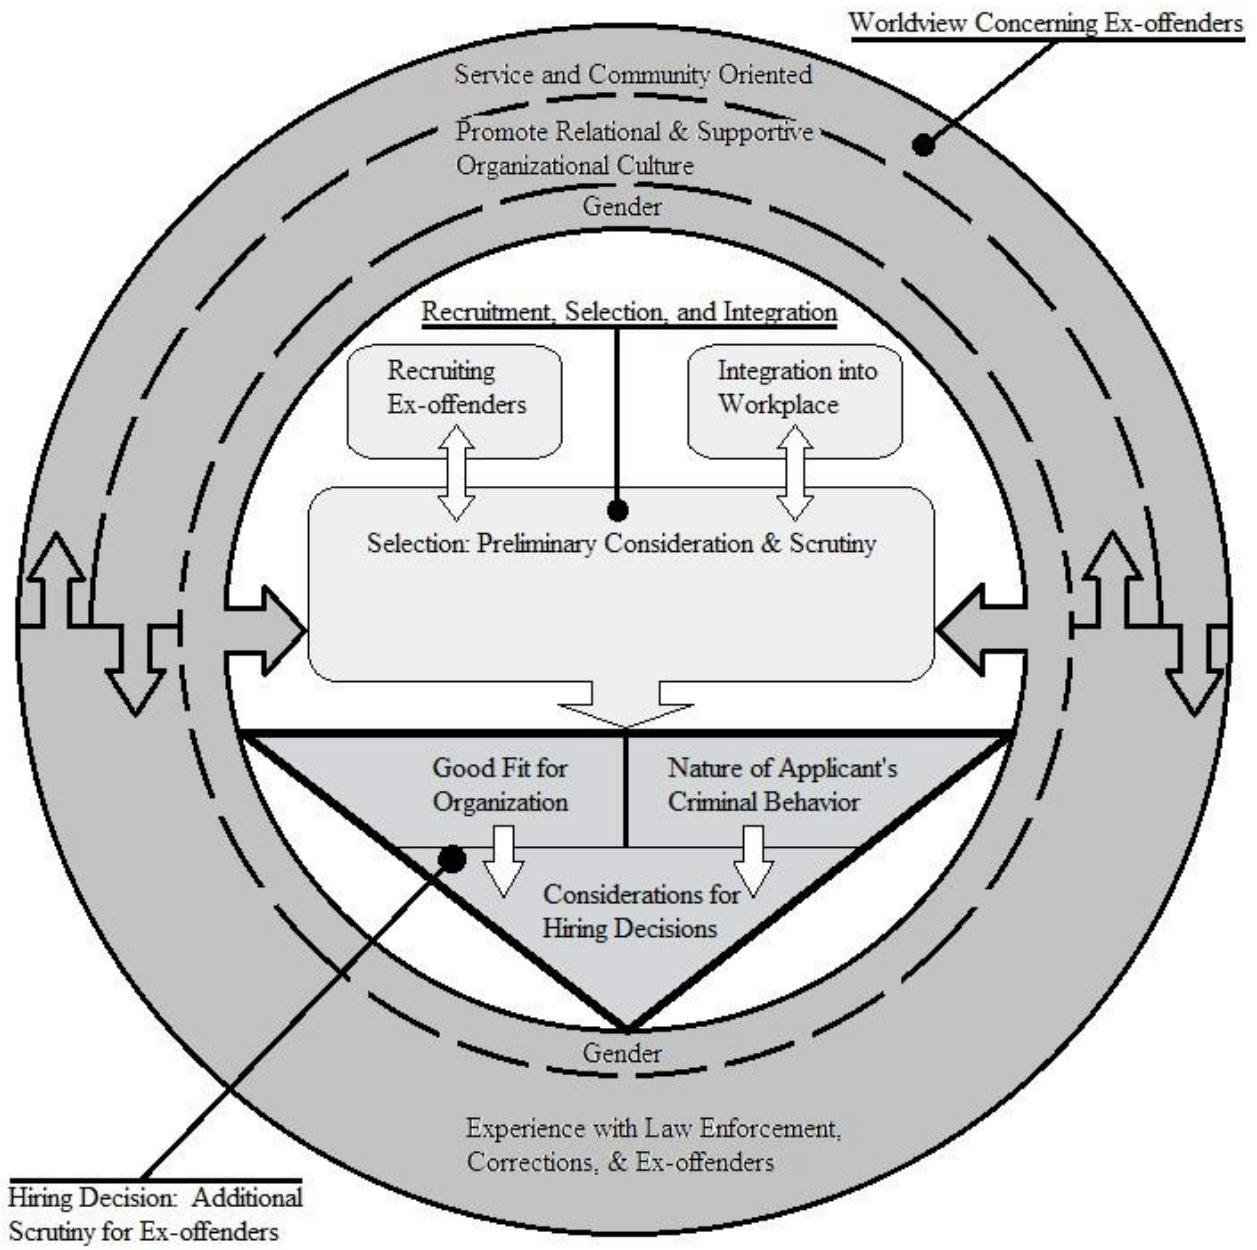 Worldview Concerning Ex-offenders
Service and Community Oriented
Promote Relational & Supportive
Organizational Culture
Gender
Recruitment, Selection, and Integration
Recruiting
Ex-offenders
Integration into
Workplace
Selection: Preliminary Consideration & Scrutiny
Good Fit for
Organization
Nature of Applicant's
Criminal Behavior
Considerations for
Hiring Decisions
Gender
Experience with Law Enforcement,
Corrections, & Ex-offenders
Hiring Decision: Additional
Scrutiny for Ex-offenders